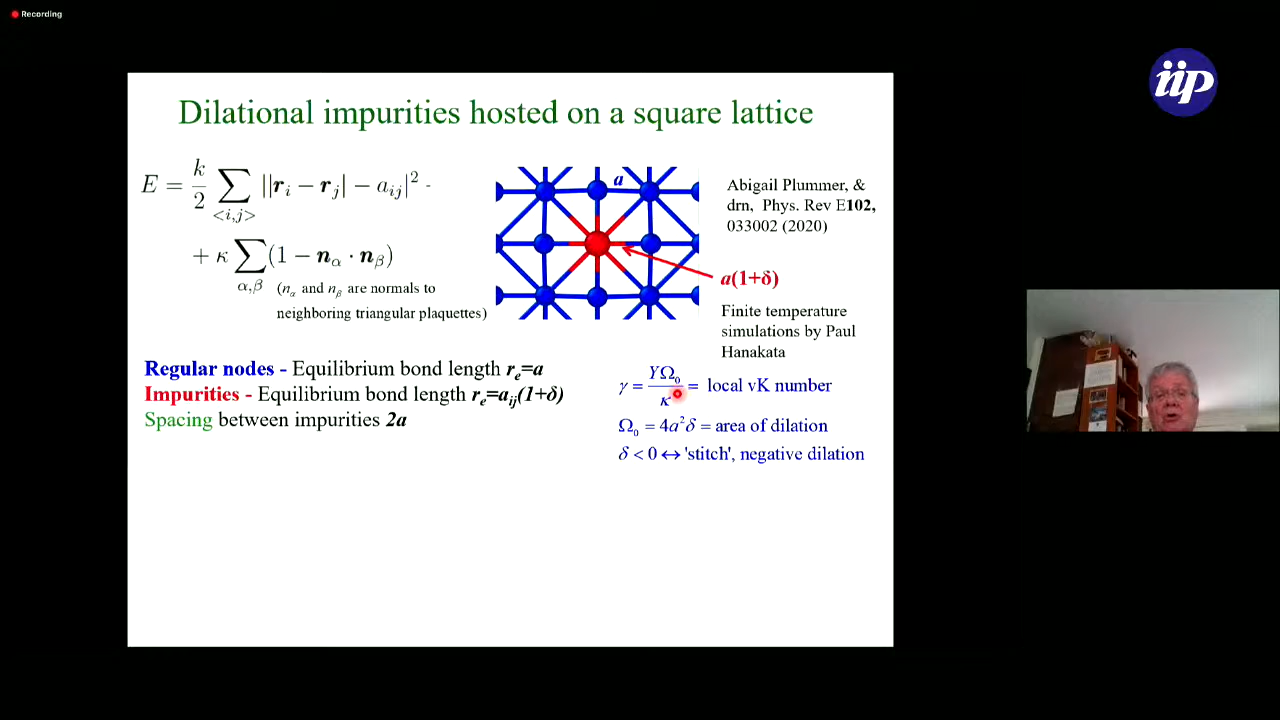 Recording
iip
Dilational impurities hosted on a square lattice
E = k/2 ∑<i,j> ||r_i − r_j| − a_ij|² -
+ κ ∑α,β (1 − n_α · n_β)
(n_α and n_β are normals to
neighboring triangular plaquettes)
a
Abigail Plummer, &
drn, Phys. Rev E102,
033002 (2020)
a(1+δ)
Finite temperature
simulations by Paul
Hanakata
Regular nodes - Equilibrium bond length r_e=a
Impurities - Equilibrium bond length r_e=a_ij(1+δ)
Spacing between impurities 2a
γ = YΩ₀/κ = local vK number
Ω₀ = 4a²δ = area of dilation
δ < 0 ↔ 'stitch', negative dilation